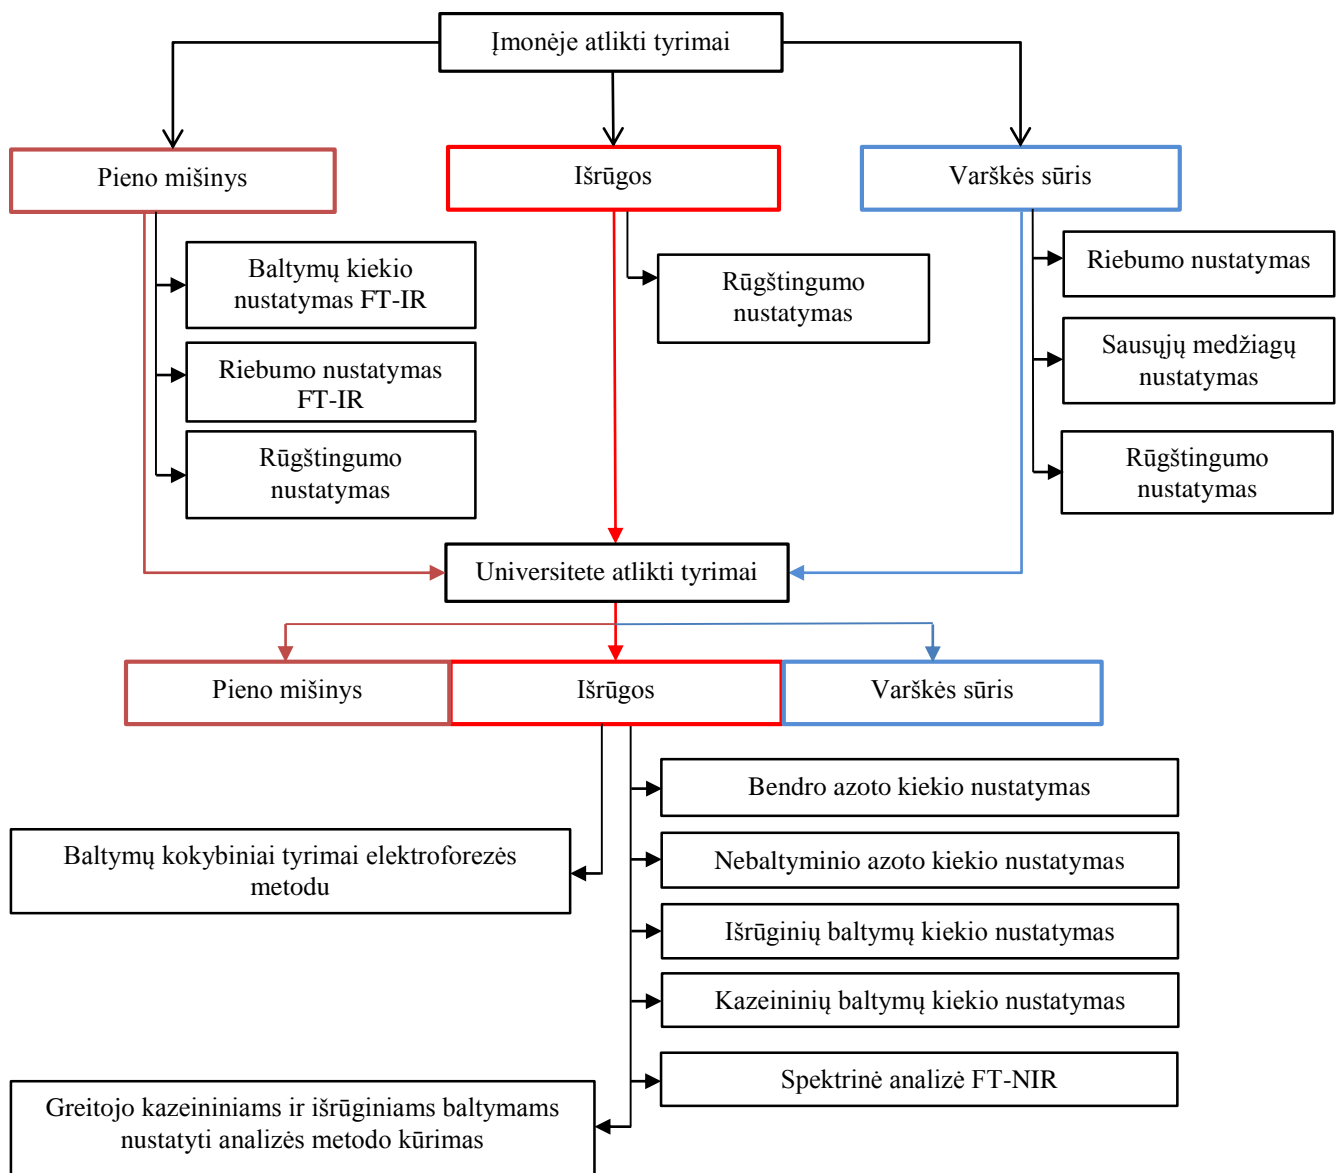 Įmonėje atlikti tyrimai
Pieno mišinys
Išrūgos
Varškės sūris
Baltymų kiekio
nustatymas FT-IR
Riebumo nustatymas
FT-IR
Rūgštingumo
nustatymas
Rūgštingumo
nustatymas
Riebumo nustatymas
Sausųjų medžiagų
nustatymas
Rūgštingumo
nustatymas
Universitete atlikti tyrimai
Pieno mišinys
Išrūgos
Varškės sūris
Bendro azoto kiekio nustatymas
Baltymų kokybiniai tyrimai elektroforezės
metodu
Nebaltyminio azoto kiekio nustatymas
Išrūginių baltymų kiekio nustatymas
Kazeininių baltymų kiekio nustatymas
Spektrinė analizė FT-NIR
Greitojo kazeininiams ir išrūginiams baltymams
nustatyti analizės metodo kūrimas